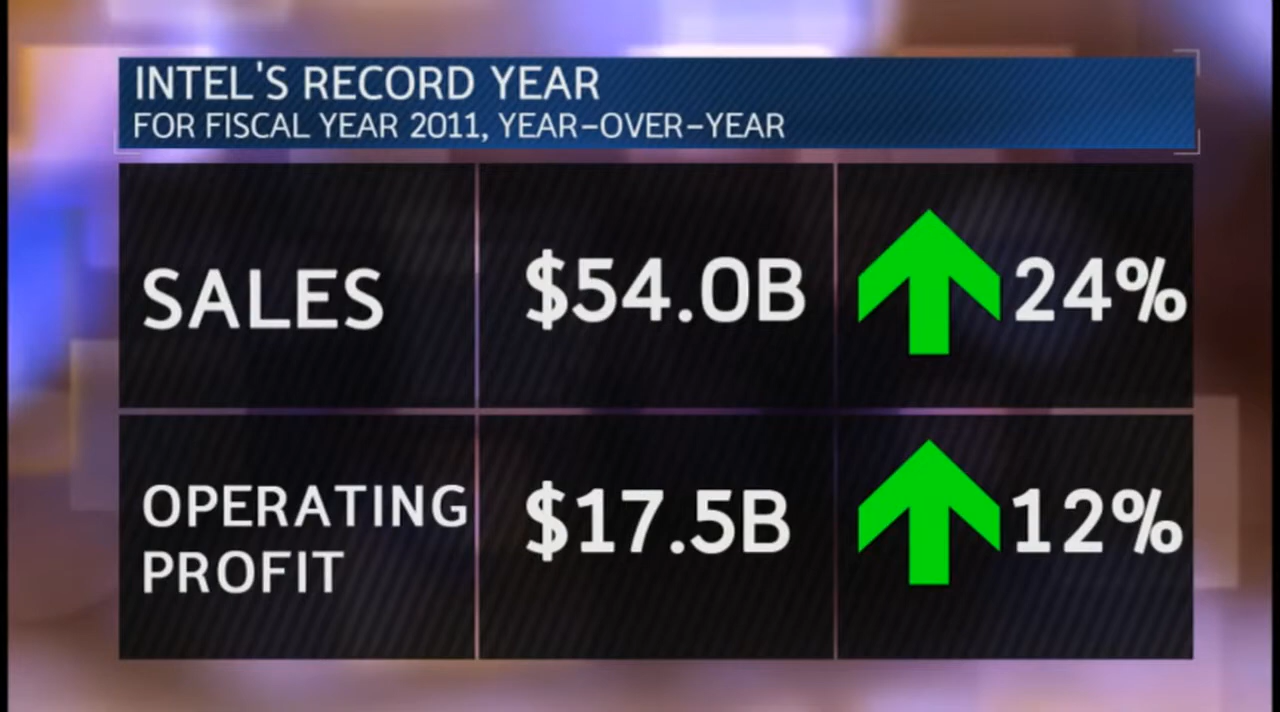 INTEL'S RECORD YEAR
FOR FISCAL YEAR 2011, YEAR-OVER-YEAR
SALES $54.0B 24%
OPERATING
PROFIT $17.5B 12%